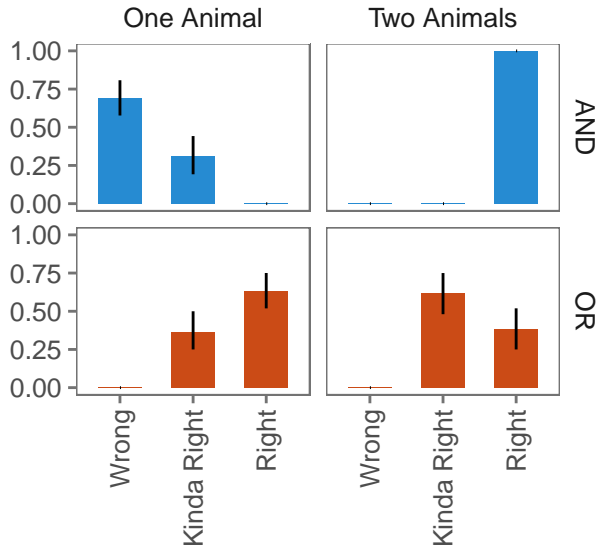 One Animal Two Animals
1.00
0.75
0.50
0.25
0.00
AND
1.00
0.75
0.50
0.25
0.00
OR
Wrong
Kinda Right
Right
Wrong
Kinda Right
Right